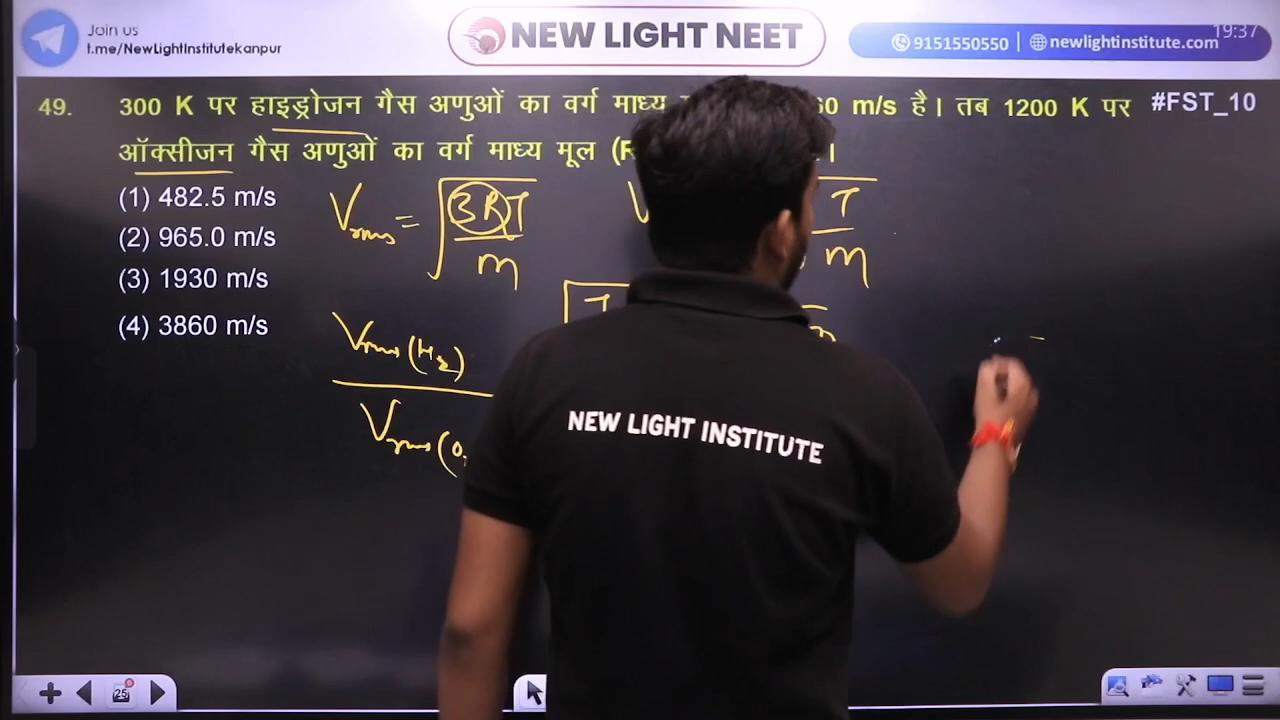 Join us
t.me/NewLightInstitutekanpur
NEW LIGHT NEET
9151550550 | newlightinstitute.com
19:37
49. 300 K पर हाइड्रोजन गैस अणुओं का वर्ग माध्य 60 m/s है। तब 1200 K पर #FST_10
ऑक्सीजन गैस अणुओं का वर्ग माध्य मूल (R
(1) 482.5 m/s
(2) 965.0 m/s
(3) 1930 m/s
(4) 3860 m/s
Vrms = √3RT/m
V T/m
Vrms(H2)
Vrms(O
T
m
NEW LIGHT INSTITUTE
25